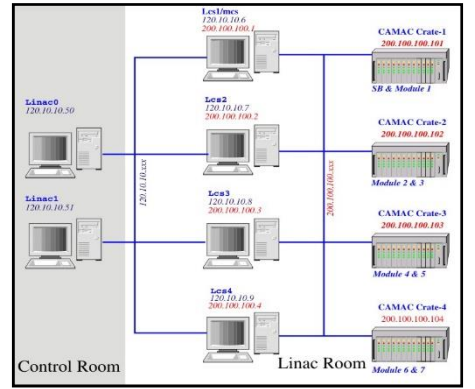 Lcs1/mcs
120.10.10.6
200.100.100.1
CAMAC Crate-1
200.100.100.101
SB & Module 1
Linac0
120.10.10.50
Lcs2
120.10.10.7
200.100.100.2
CAMAC Crate-2
200.100.100.102
Module 2 & 3
120.10.10.xxx
200.100.100.xxx
Linac1
120.10.10.51
Lcs3
120.10.10.8
200.100.100.3
CAMAC Crate-3
200.100.100.103
Module 4 & 5
Lcs4
120.10.10.9
200.100.100.4
CAMAC Crate-4
200.100.100.104
Module 6 & 7
Control Room
Linac Room